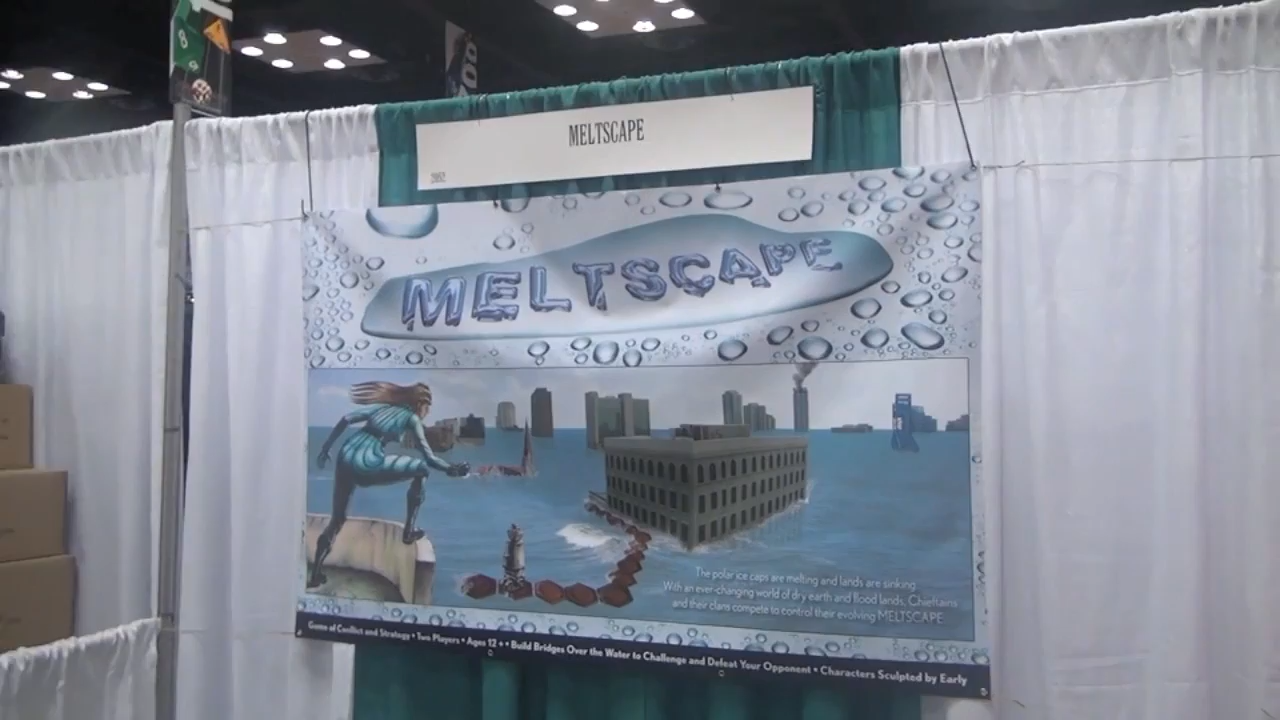 MELTSCAPE
MELTSCAPE
The polar ice caps are melting and lands are sinking
With an ever-changing world of dry earth and flood lands, Chieftains
and their clans compete to control their evolving MELTSCAPE
Game of Conflict and Strategy • Two Players • Ages 12 + • Build Bridges Over the Water to Challenge and Defeat Your Opponent • Characters Sculpted by Early